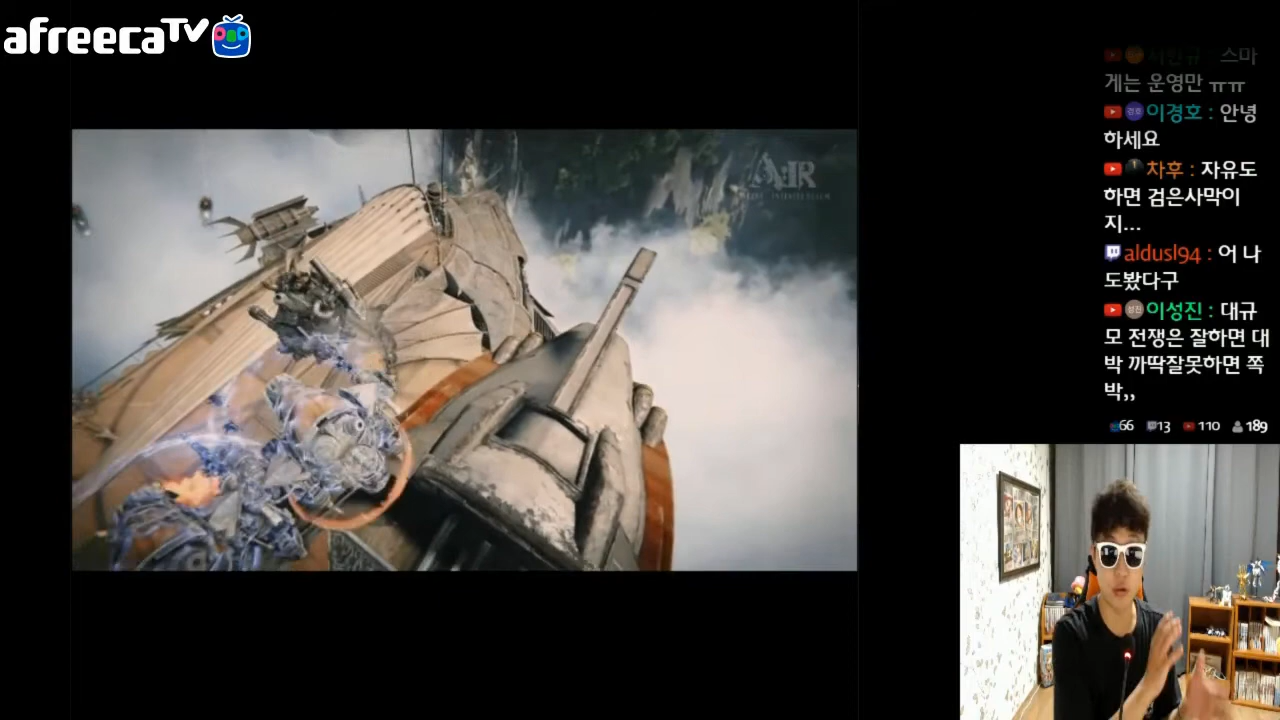 afreecaTV
스마
게는 운영만 ㅠㅠ
이경호 : 안녕
하세요
차후 : 자유도
하면 검은사막이
지...
aldusl94 : 어 나
도봤다구
이성진 : 대규
모 전쟁은 잘하면 대
박 까딱잘못하면 쪽
박,,
66 13 110 189
A:IR